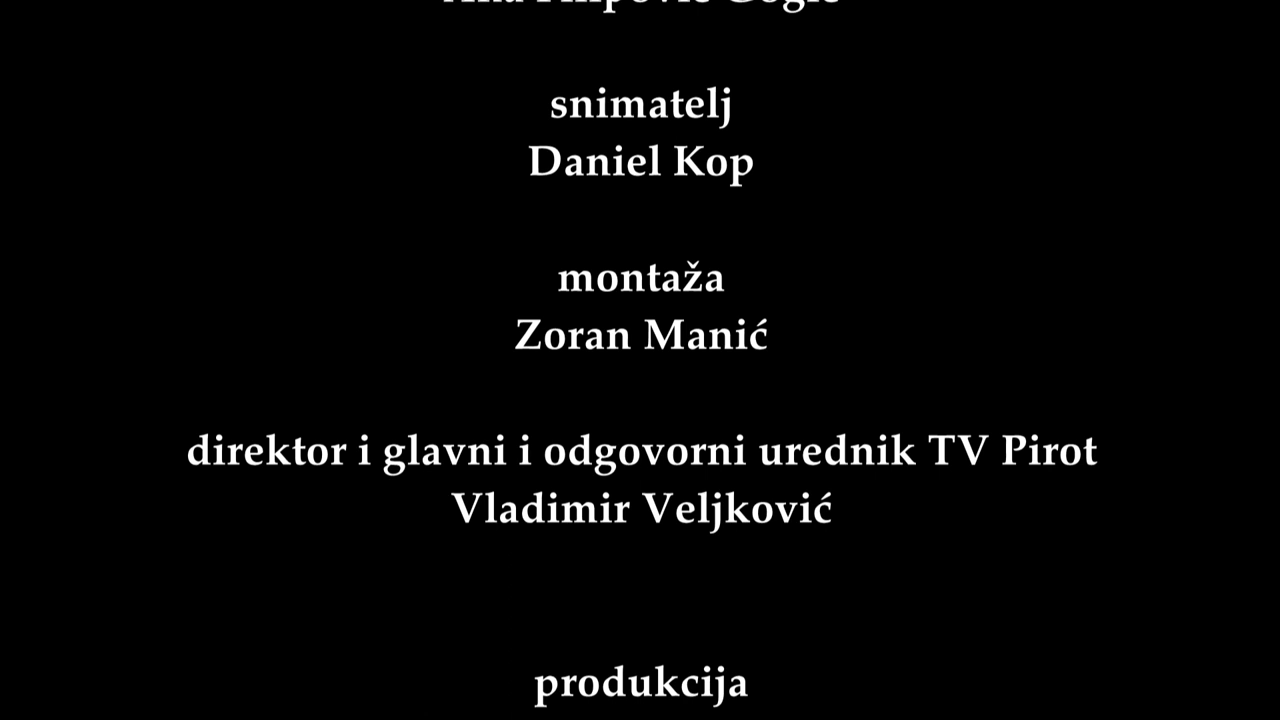 snimatelj
Daniel Kop
montaža
Zoran Manić
direktor i glavni i odgovorni urednik TV Pirot
Vladimir Veljković
produkcija